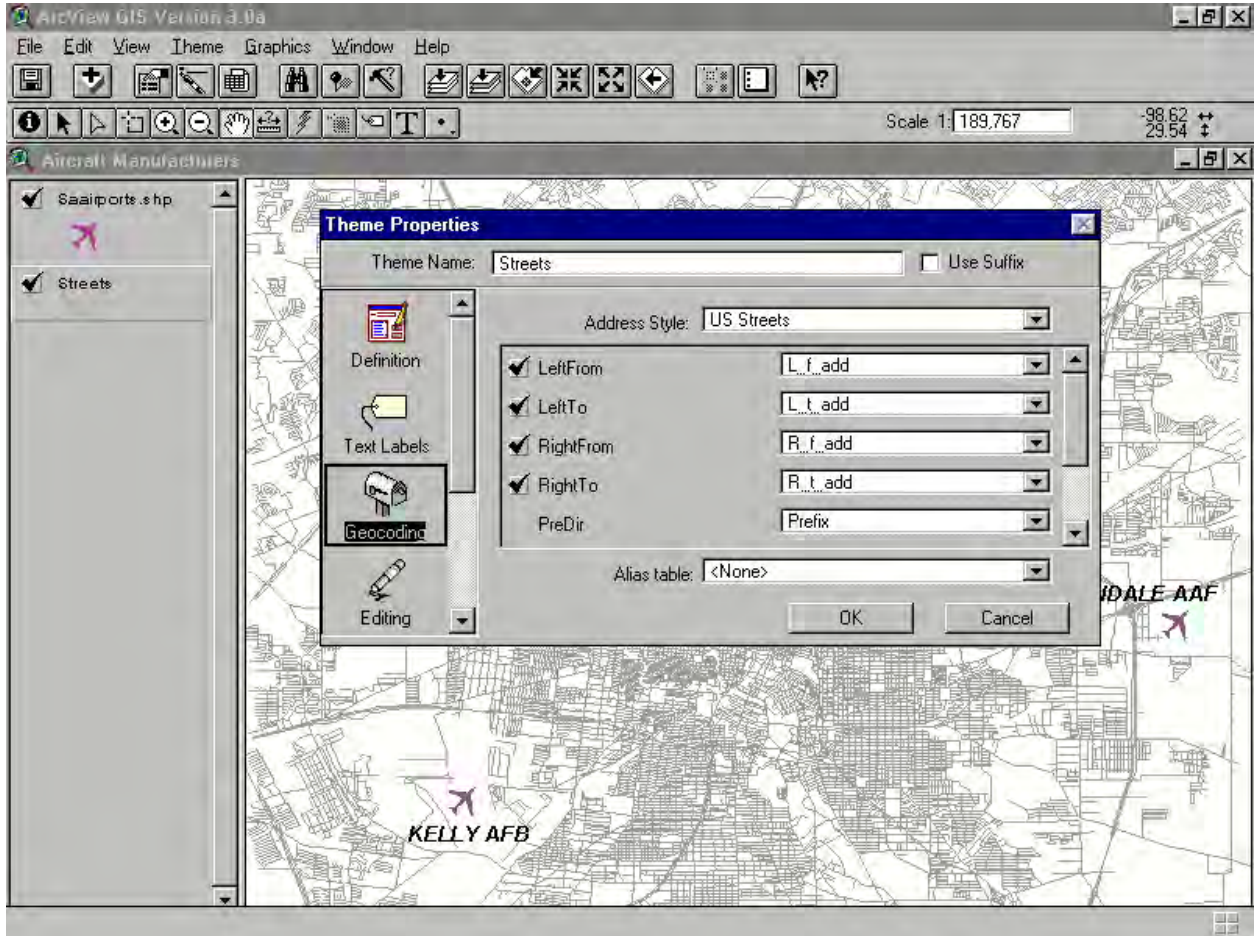 ArcView GIS Version 3.0a
File Edit View Theme Graphics Window Help
Scale 1: 189,767
-98.62
29.54
Aircraft Manufacturers
Saairports.shp
Streets
Theme Properties
Theme Name: Streets
Use Suffix
Definition
Text Labels
Geocoding
Editing
Address Style: US Streets
LeftFrom L_f_add
LeftTo L_t_add
RightFrom R_f_add
RightTo R_t_add
PreDir Prefix
Alias table: <None>
OK Cancel
IDALE AAF
KELLY AFB